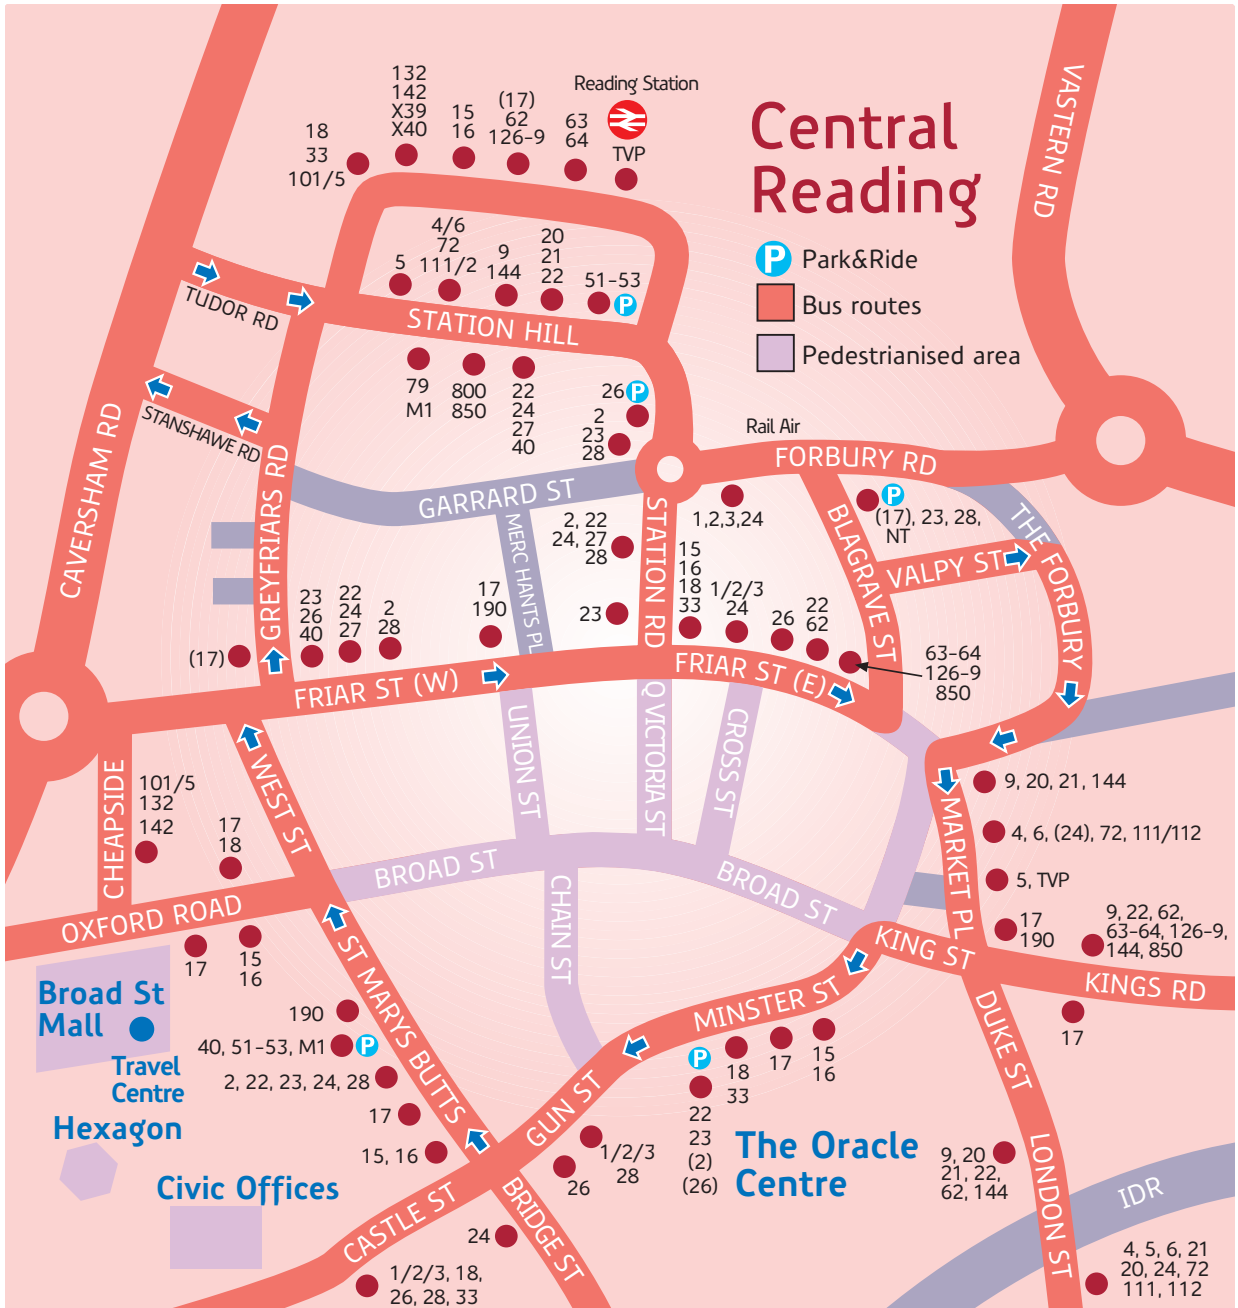 Central
Reading
Park&Ride
Bus routes
Pedestrianised area
Reading Station
TVP
63
64
(17)
62
126-9
15
16
132
142
X39
X40
18
33
101/5
VASTERN RD
5
4/6
72
111/2
9
144
20
21
22
51-53
P
TUDOR RD
STATION HILL
79
M1
800
850
22
24
27
40
26 P
2
23
28
STANSHAWE RD
CAVERSHAM RD
GREYFRIARS RD
GARRARD ST
MERCHANTS PL
Rail Air
FORBURY RD
1,2,3,24
P
(17), 23, 28,
NT
THE FORBURY
BLAGRAVE ST
VALPY ST
STATION RD
2, 22
24, 27
28
23
15
16
18
33
1/2/3
24
26
22
62
63-64
126-9
850
(17)
23
26
40
22
24
27
2
28
17
190
FRIAR ST (W)
FRIAR ST (E)
UNION ST
Q VICTORIA ST
CROSS ST
CHEAPSIDE
101/5
132
142
17
18
WEST ST
OXFORD ROAD
BROAD ST
BROAD ST
CHAIN ST
MARKET PL
9, 20, 21, 144
4, 6, (24), 72, 111/112
5, TVP
17
190
9, 22, 62,
63-64, 126-9,
144, 850
KING ST
KINGS RD
17
17
15
16
Broad St
Mall
Travel
Centre
Hexagon
Civic Offices
ST MARYS BUTTS
190
40, 51-53, M1 P
2, 22, 23, 24, 28
17
15, 16
MINSTER ST
GUN ST
P
22
23
(2)
(26)
18
33
17
15
16
The Oracle
Centre
1/2/3
28
26
CASTLE ST
BRIDGE ST
24
1/2/3, 18,
26, 28, 33
DUKE ST
LONDON ST
9, 20
21, 22,
62, 144
IDR
4, 5, 6, 21
20, 24, 72
111, 112